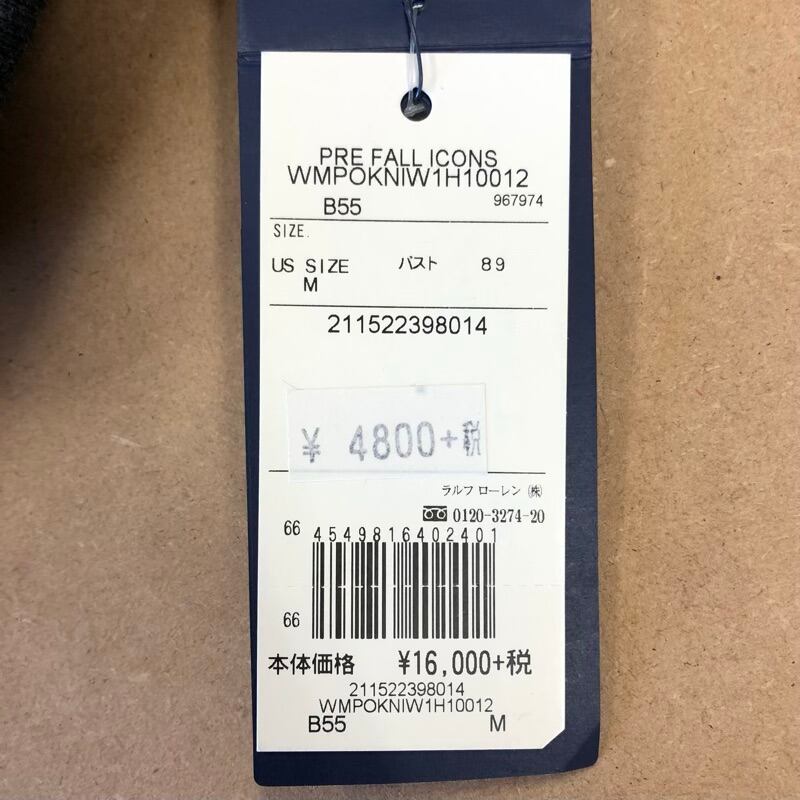 PRE FALL ICONS
WMPOKNIW1H10012
B55 967974
SIZE.
US SIZE バスト 89
M
211522398014
¥ 4800+税
ラルフ ローレン ㈱
0120-3274-20
66 4549816402401
66
本体価格 ¥16,000+税
211522398014
WMPOKNIW1H10012
B55 M